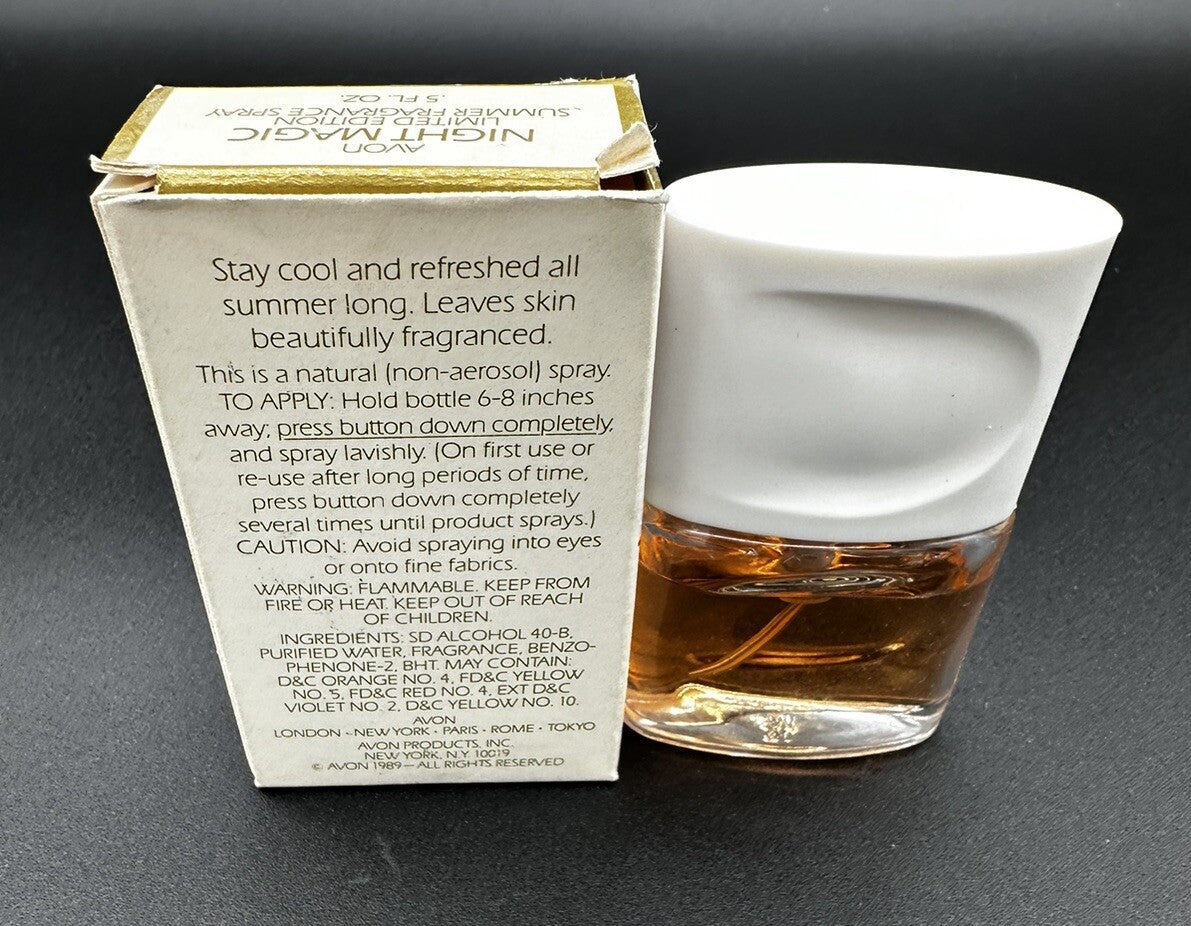 AVON
NIGHT MAGIC
LIMITED EDITION
SUMMER FRAGRANCE SPRAY
.5 FL. OZ.
Stay cool and refreshed all
summer long. Leaves skin
beautifully fragranced.
This is a natural (non-aerosol) spray.
TO APPLY: Hold bottle 6-8 inches
away; press button down completely,
and spray lavishly. (On first use or
re-use after long periods of time,
press button down completely
several times until product sprays.)
CAUTION: Avoid spraying into eyes
or onto fine fabrics.
WARNING: FLAMMABLE. KEEP FROM
FIRE OR HEAT. KEEP OUT OF REACH
OF CHILDREN.
INGREDIENTS: SD ALCOHOL 40-B,
PURIFIED WATER, FRAGRANCE, BENZO-
PHENONE-2, BHT. MAY CONTAIN:
D&C ORANGE NO. 4, FD&C YELLOW
NO. 5, FD&C RED NO. 4, EXT D&C
VIOLET NO. 2, D&C YELLOW NO. 10.
AVON
LONDON · NEW YORK · PARIS · ROME · TOKYO
AVON PRODUCTS, INC.
NEW YORK, N.Y. 10019
© AVON 1989—ALL RIGHTS RESERVED